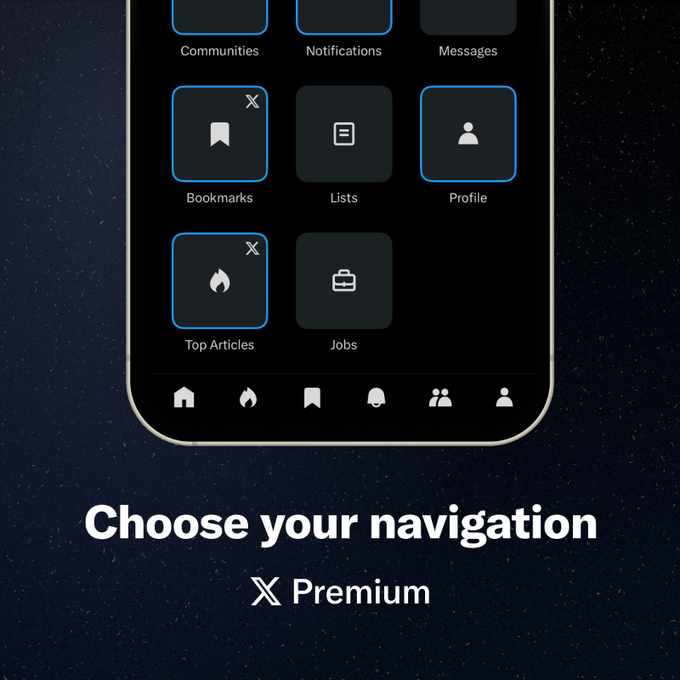 Communities
Notifications
Messages
Bookmarks
Lists
Profile
Top Articles
Jobs
Choose your navigation
X Premium